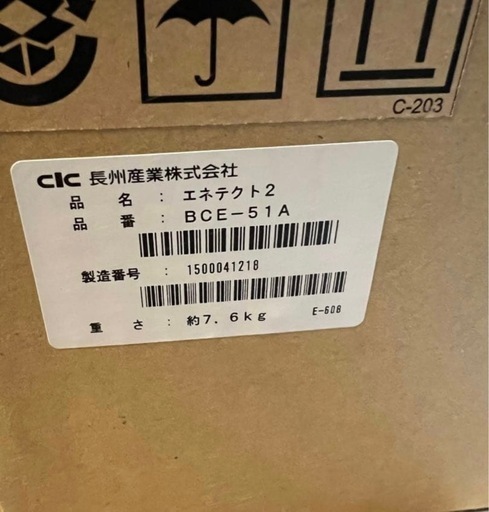 C-203
CIC 長州産業株式会社
品 名 : エネテクト2
品 番 : BCE-51A
製造番号 : 1500041218
重 さ : 約7.6kg
E-60B